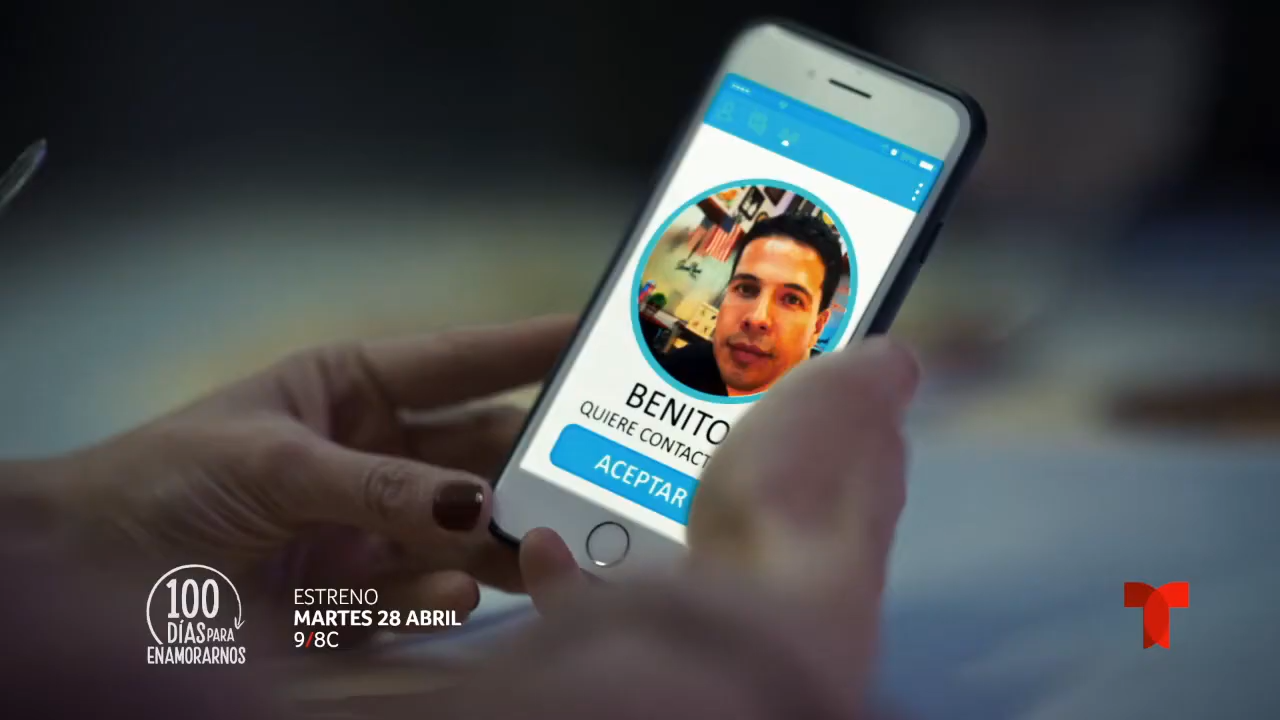 BENITO
QUIERE CONTACT
ACEPTAR
100
DÍAS PARA
ENAMORARNOS
ESTRENO
MARTES 28 ABRIL
9/8C